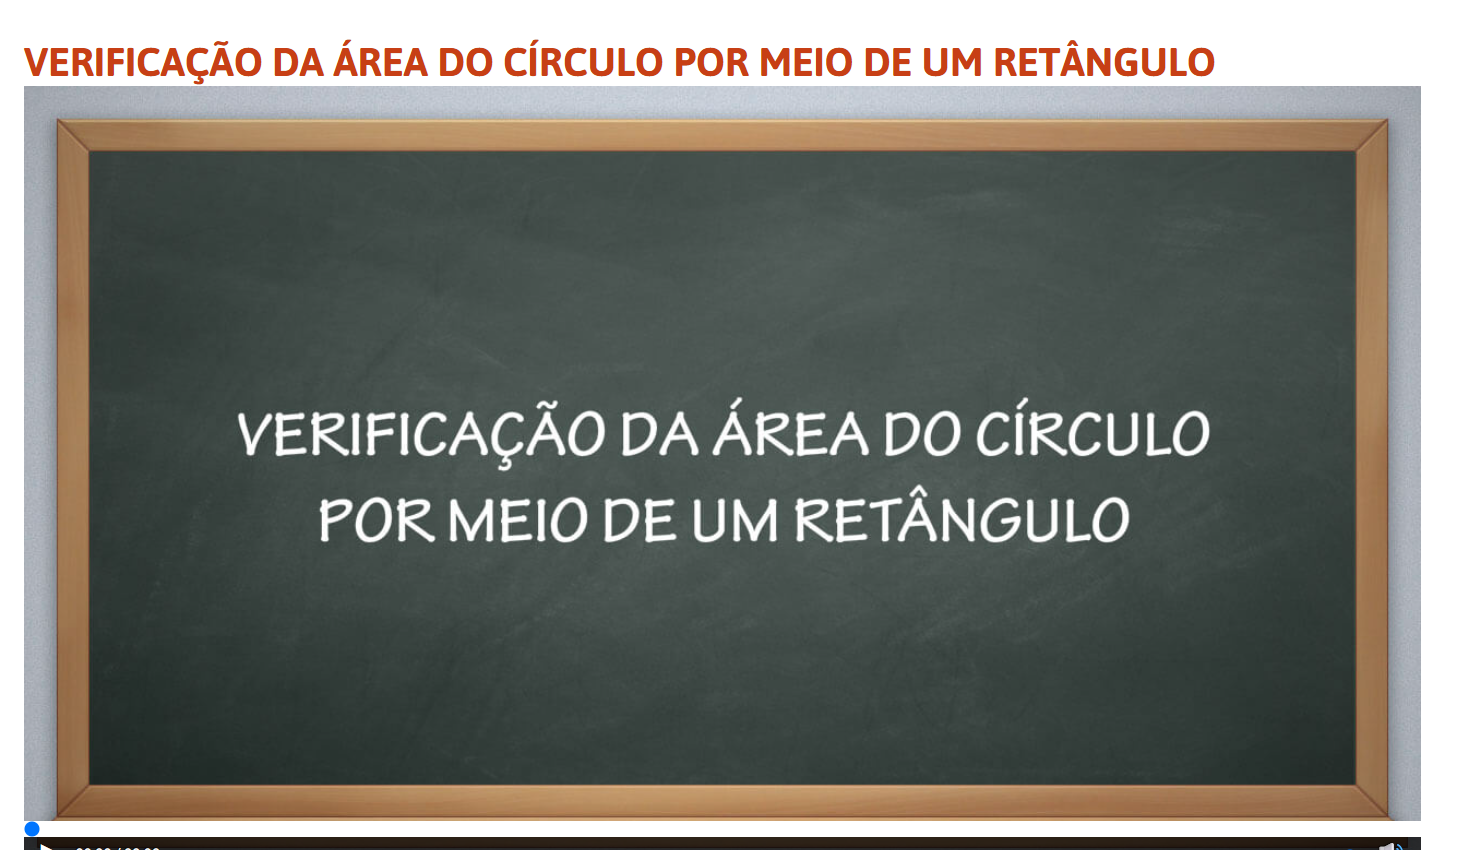 VERIFICAÇÃO DA ÁREA DO CÍRCULO POR MEIO DE UM RETÂNGULO
VERIFICAÇÃO DA ÁREA DO CÍRCULO
POR MEIO DE UM RETÂNGULO